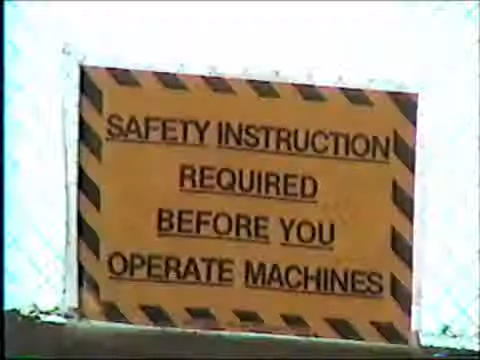 SAFETY INSTRUCTION
REQUIRED
BEFORE YOU
OPERATE MACHINES